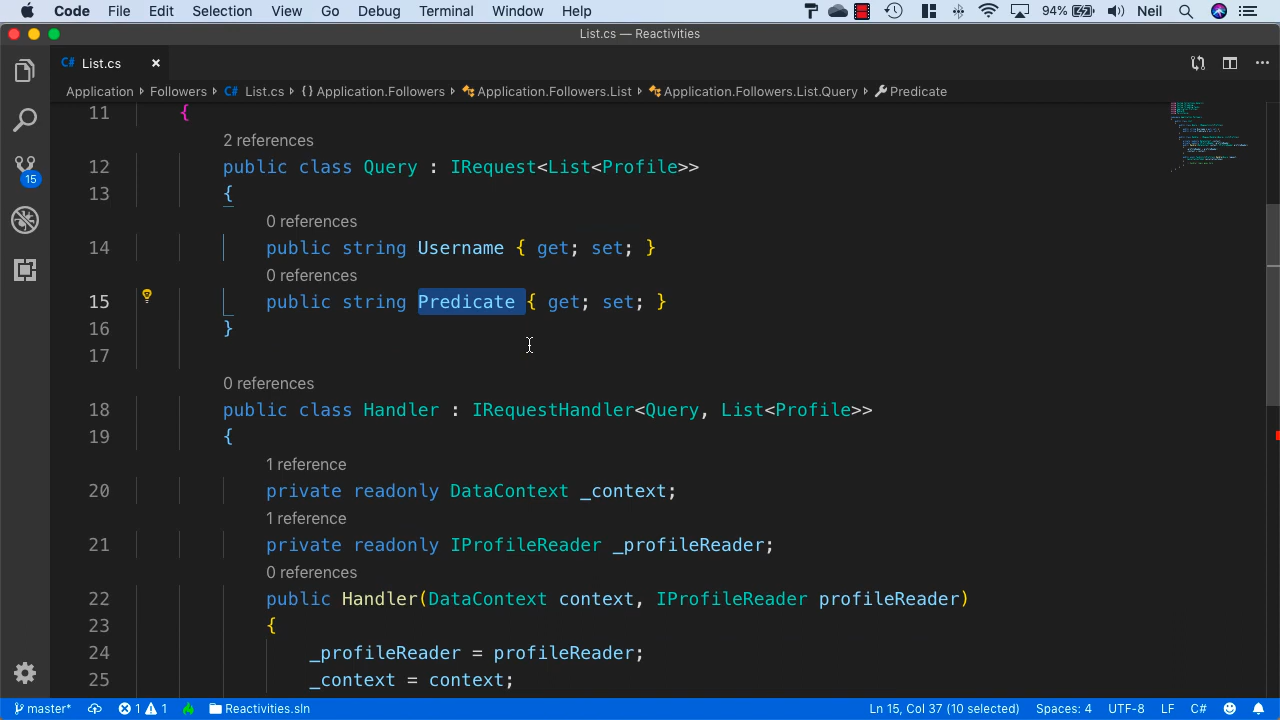 Code File Edit Selection View Go Debug Terminal Window Help 94% Neil
List.cs — Reactivities
C# List.cs ×
Application › Followers › C# List.cs › { } Application.Followers › Application.Followers.List › Application.Followers.List.Query › Predicate
11 {
2 references
12 public class Query : IRequest<List<Profile>>
13 {
0 references
14 public string Username { get; set; }
0 references
15 public string Predicate { get; set; }
16 }
17
0 references
18 public class Handler : IRequestHandler<Query, List<Profile>>
19 {
1 reference
20 private readonly DataContext _context;
1 reference
21 private readonly IProfileReader _profileReader;
0 references
22 public Handler(DataContext context, IProfileReader profileReader)
23 {
24 _profileReader = profileReader;
25 _context = context;
15
master* 1 1 Reactivities.sln Ln 15, Col 37 (10 selected) Spaces: 4 UTF-8 LF C#